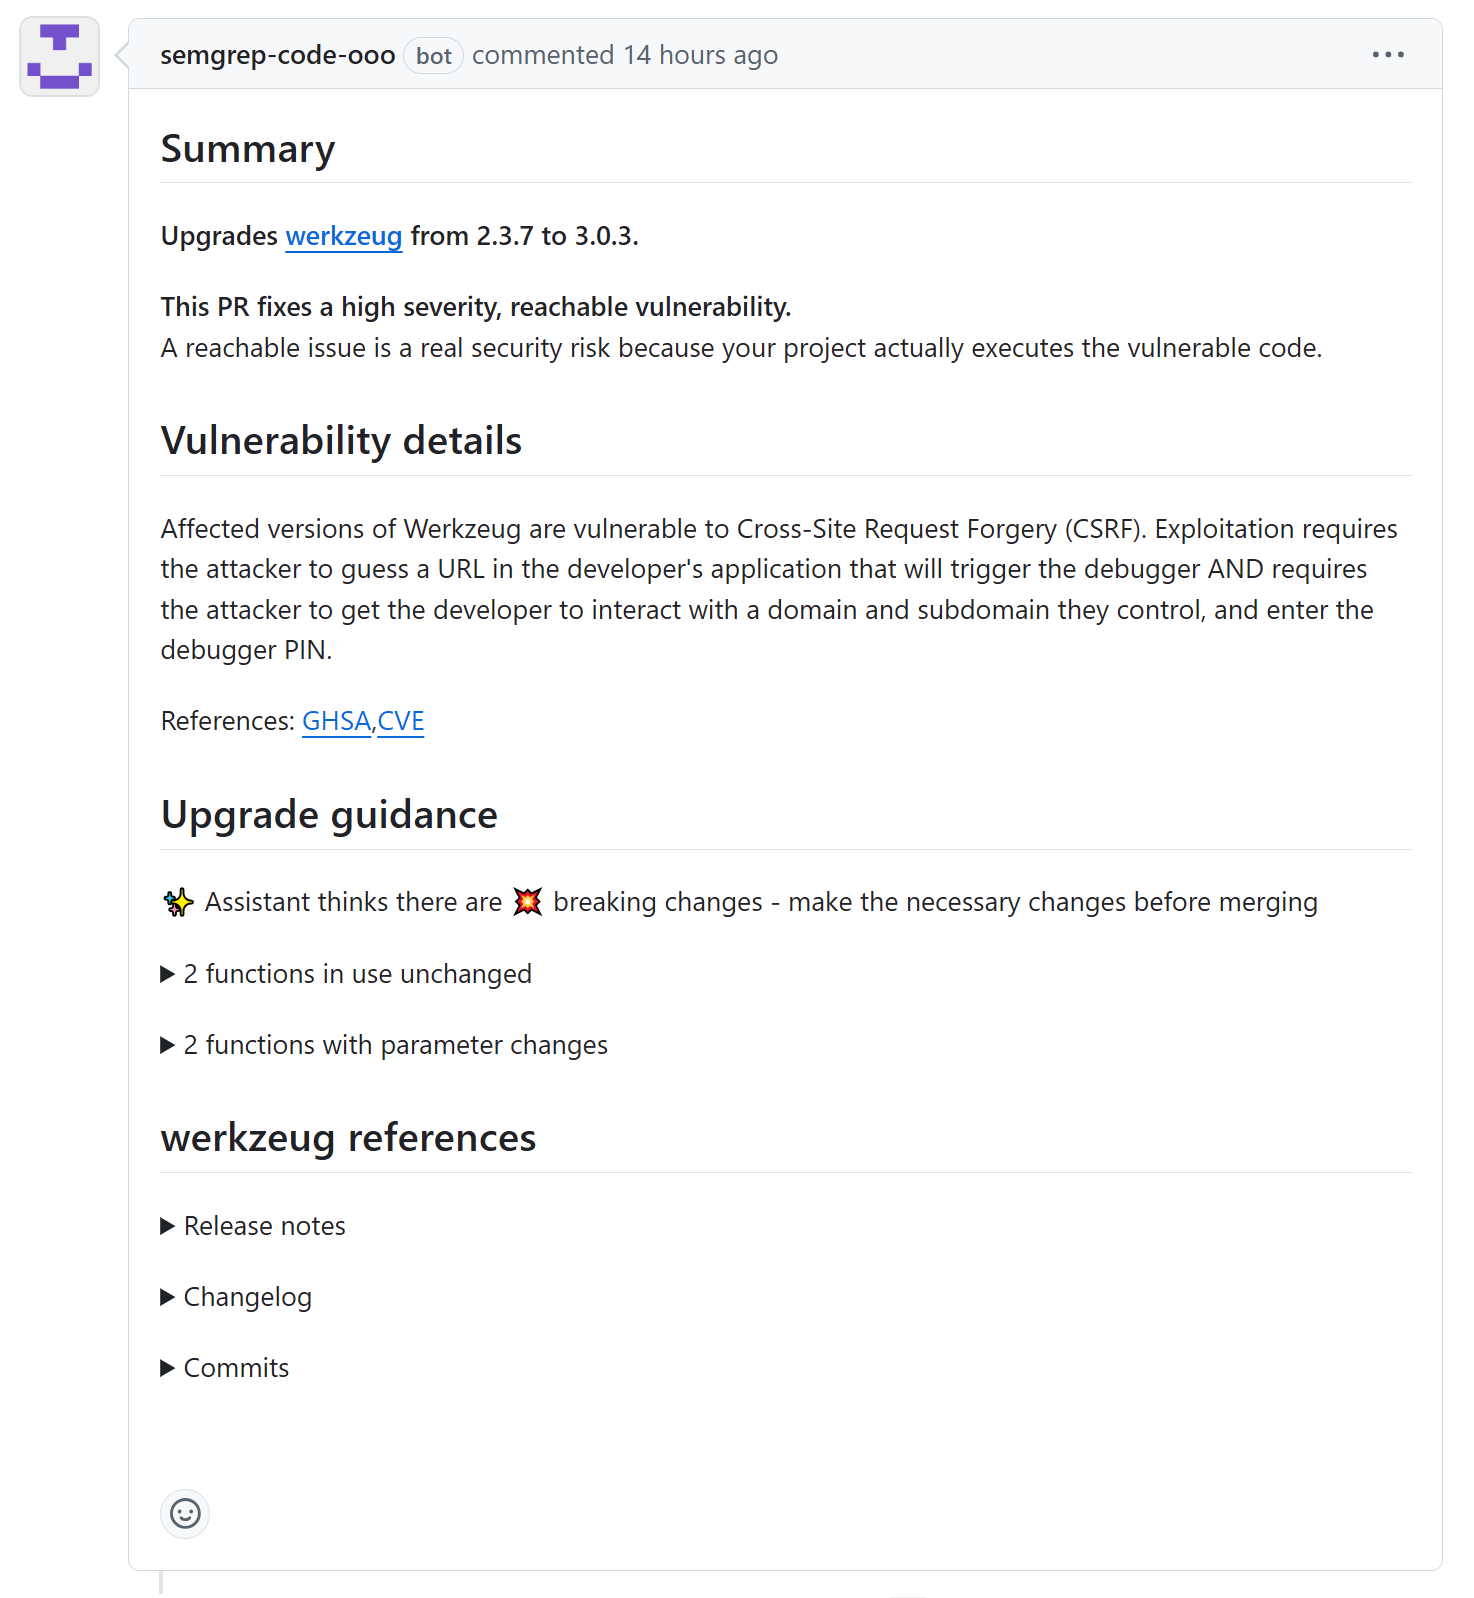 semgrep-code-ooo bot commented 14 hours ago
Summary
Upgrades werkzeug from 2.3.7 to 3.0.3.
This PR fixes a high severity, reachable vulnerability.
A reachable issue is a real security risk because your project actually executes the vulnerable code.
Vulnerability details
Affected versions of Werkzeug are vulnerable to Cross-Site Request Forgery (CSRF). Exploitation requires
the attacker to guess a URL in the developer's application that will trigger the debugger AND requires
the attacker to get the developer to interact with a domain and subdomain they control, and enter the
debugger PIN.
References: GHSA,CVE
Upgrade guidance
✨ Assistant thinks there are 💥 breaking changes - make the necessary changes before merging
▶ 2 functions in use unchanged
▶ 2 functions with parameter changes
werkzeug references
▶ Release notes
▶ Changelog
▶ Commits